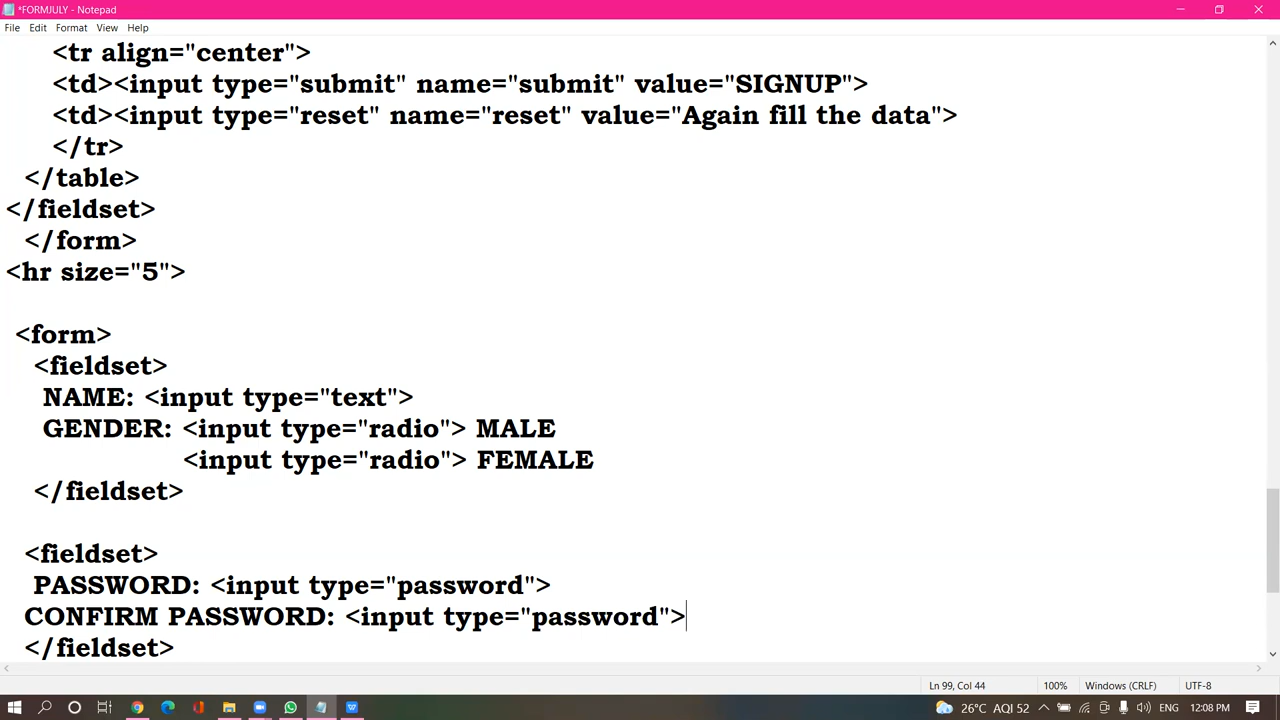 *FORMJULY - Notepad
File Edit Format View Help
<tr align="center">
<td><input type="submit" name="submit" value="SIGNUP">
<td><input type="reset" name="reset" value="Again fill the data">
</tr>
</table>
</fieldset>
</form>
<hr size="5">
<form>
<fieldset>
NAME: <input type="text">
GENDER: <input type="radio"> MALE
<input type="radio"> FEMALE
</fieldset>
<fieldset>
PASSWORD: <input type="password">
CONFIRM PASSWORD: <input type="password">
</fieldset>
Ln 99, Col 44 100% Windows (CRLF) UTF-8
26°C AQI 52 ENG 12:08 PM